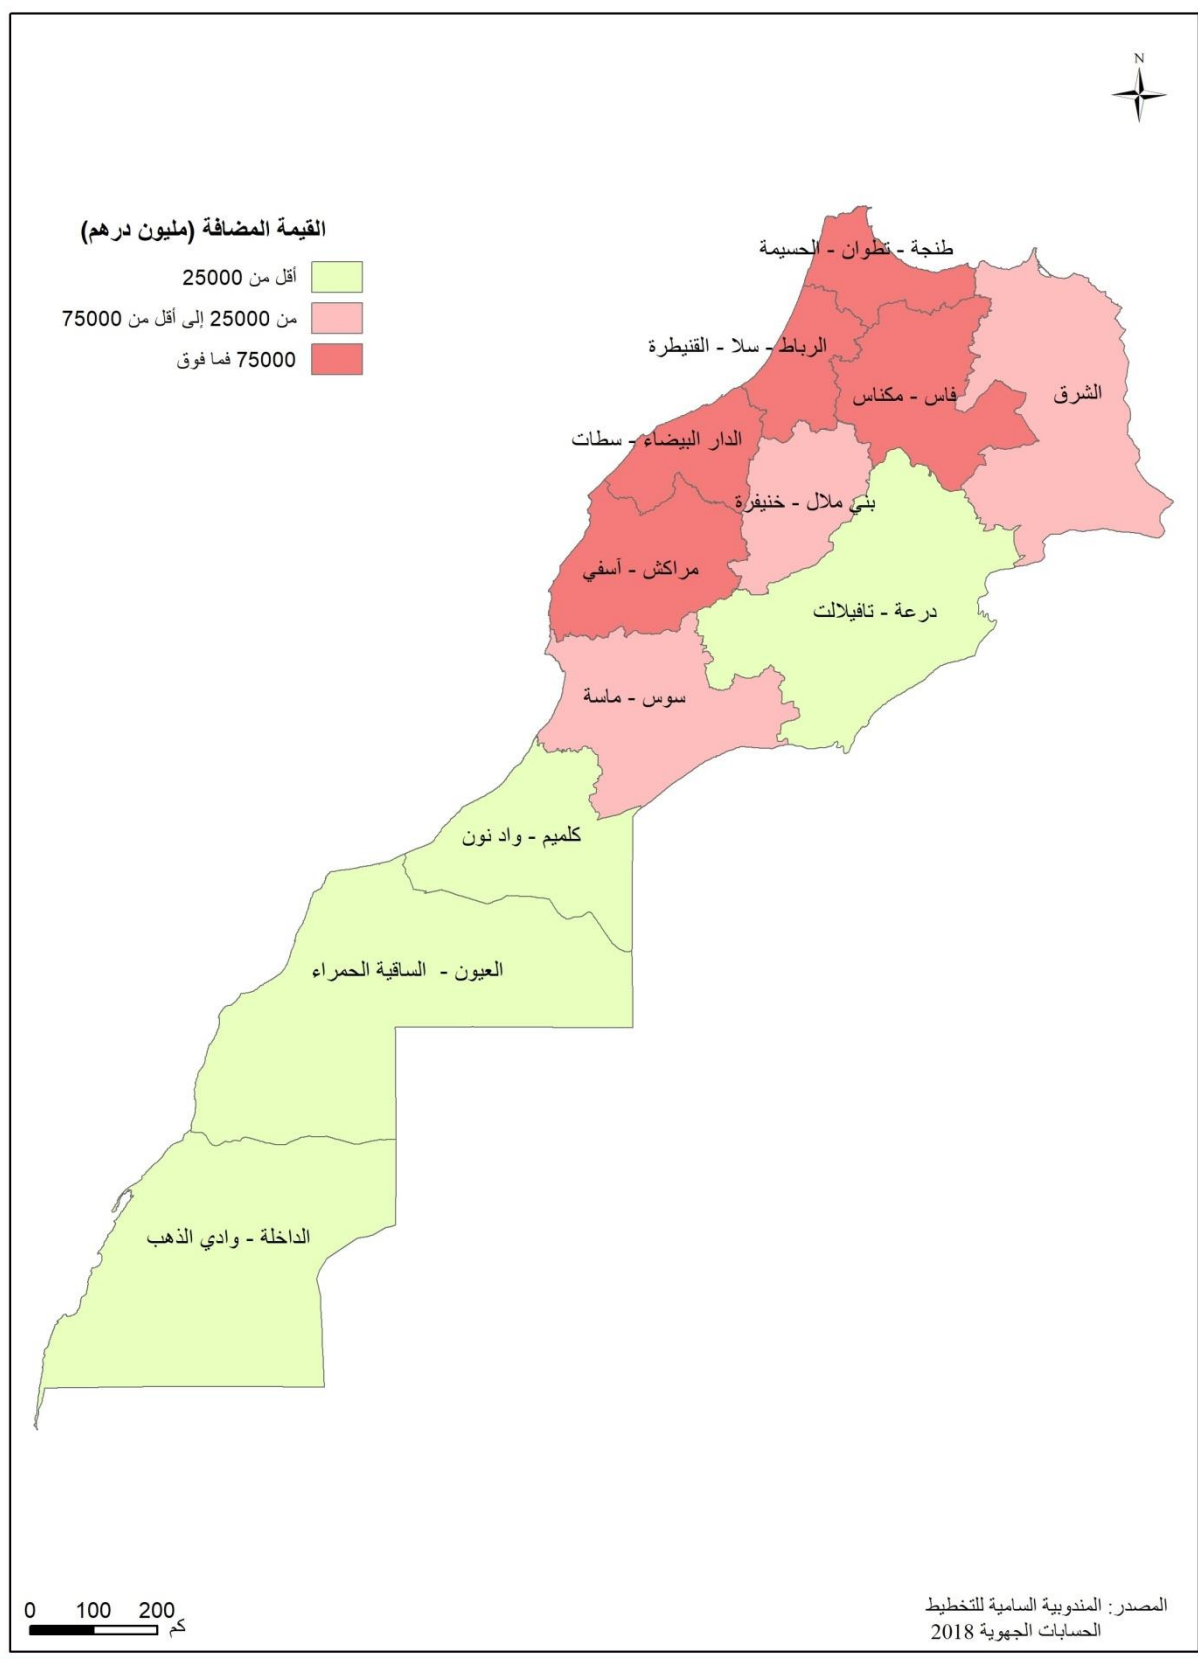 N
القيمة المضافة (مليون درهم)
أقل من 25000
من 25000 إلى أقل من 75000
75000 فما فوق
طنجة - تطوان - الحسيمة
الرباط - سلا - القنيطرة
فاس - مكناس
الشرق
الدار البيضاء - سطات
بني ملال - خنيفرة
مراكش - آسفي
درعة - تافيلالت
سوس - ماسة
كلميم - واد نون
العيون - الساقية الحمراء
الداخلة - وادي الذهب
0 100 200
كم
المصدر: المندوبية السامية للتخطيط
الحسابات الجهوية 2018